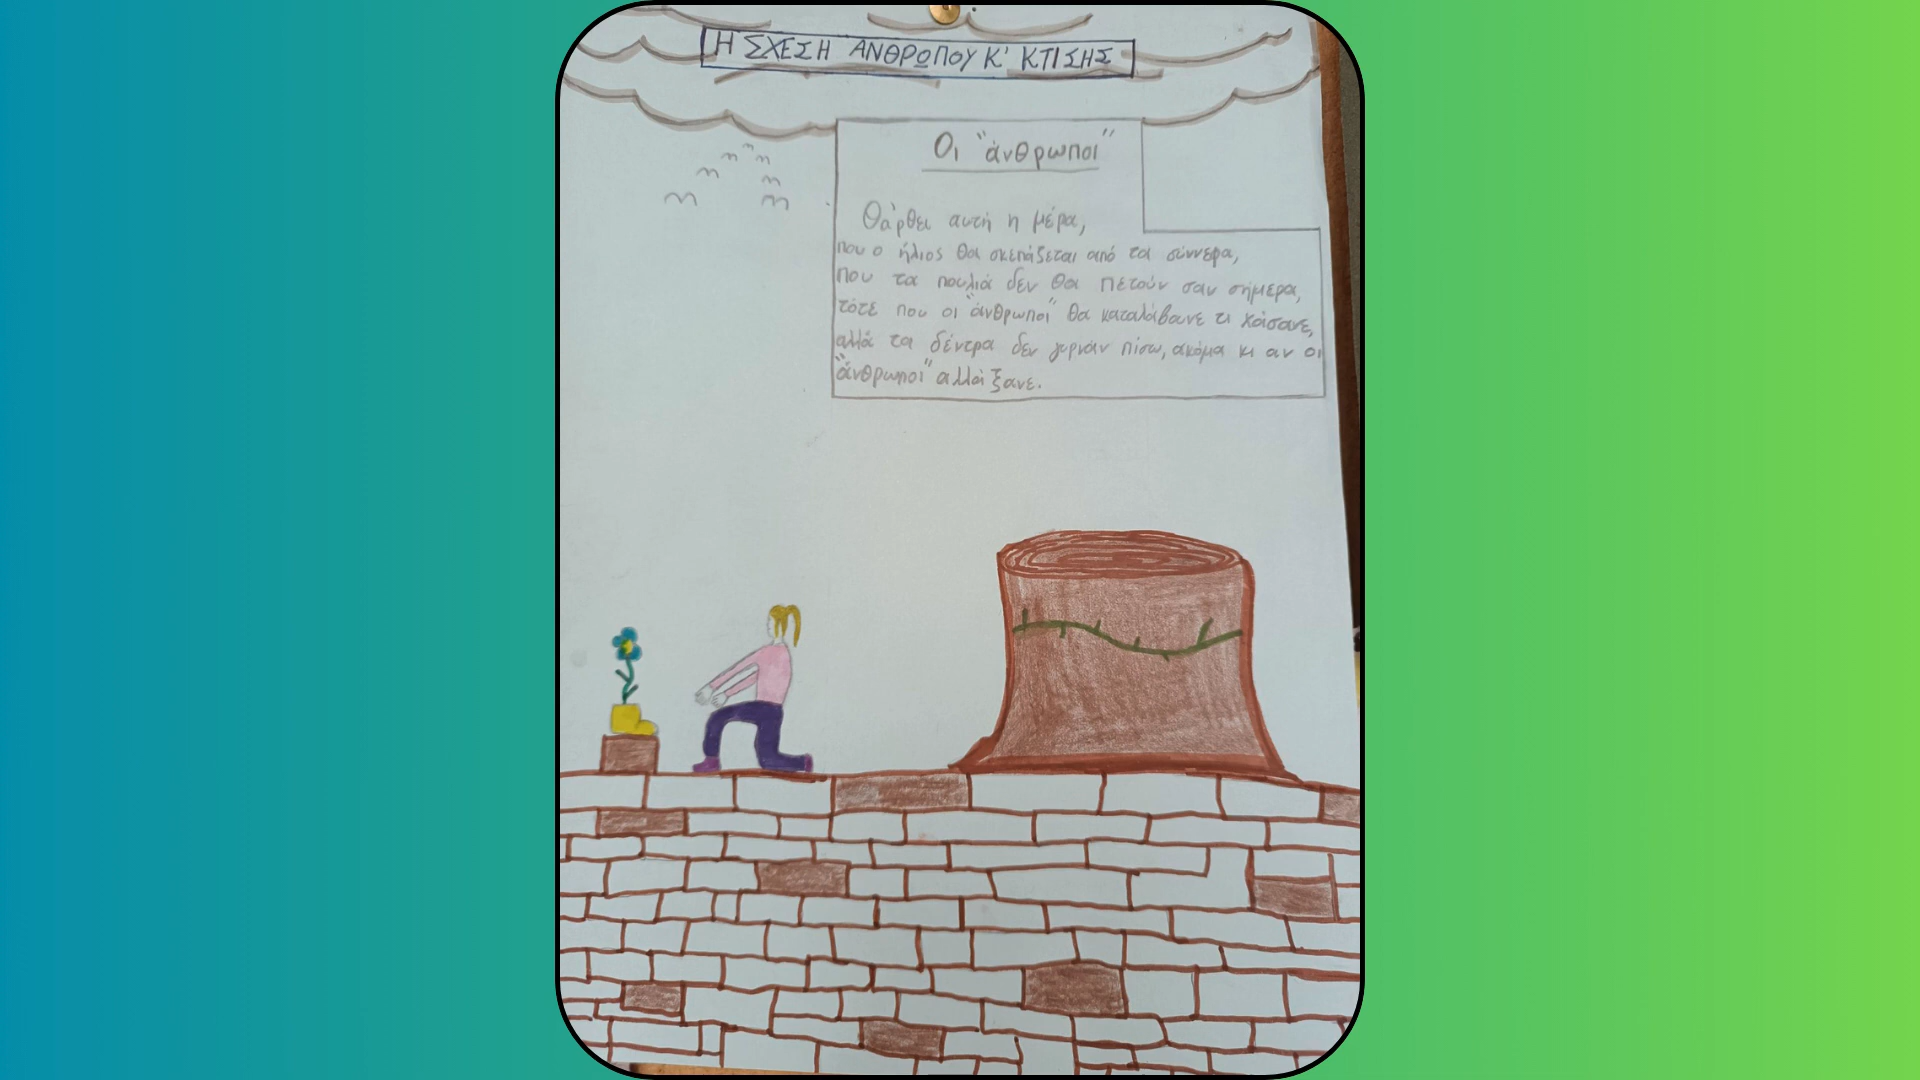 Η ΣΧΕΣΗ ΑΝΘΡΩΠΟΥ Κ' ΚΤΙΣΗΣ
Οι "άνθρωποι"
Θα'ρθει αυτή η μέρα,
που ο ήλιος θα σκεπάζεται από τα σύννερα,
που τα πουλιά δεν θα πετούν σαν σήμερα,
τότε που οι "άνθρωποι" θα καταλάβουνε τι χάσανε,
αλλά τα δέντρα δεν γυρνάν πίσω, ακόμα κι αν οι
"άνθρωποι" αλλάξανε.